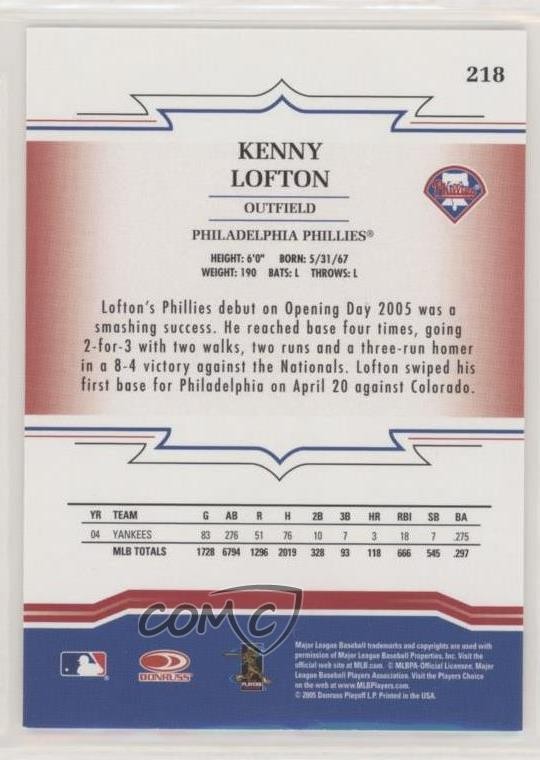 218
KENNY
LOFTON
OUTFIELD
Phillies
PHILADELPHIA PHILLIES®
HEIGHT: 6'0" BORN: 5/31/67
WEIGHT: 190 BATS: L THROWS: L
Lofton's Phillies debut on Opening Day 2005 was a
smashing success. He reached base four times, going
2-for-3 with two walks, two runs and a three-run homer
in a 8-4 victory against the Nationals. Lofton swiped his
first base for Philadelphia on April 20 against Colorado.
YR TEAM G AB R H 2B 3B HR RBI SB BA
04 YANKEES 83 276 51 76 10 7 3 18 7 .275
MLB TOTALS 1728 6794 1296 2019 328 93 118 666 545 .297
COMC
DONRUSS
PLAYERS
Major League Baseball trademarks and copyrights are used with
permission of Major League Baseball Properties, Inc. Visit the
official web site at MLB.com. © MLBPA-Official Licensee, Major
League Baseball Players Association. Visit the Players Choice
on the web at www.MLBPlayers.com.
© 2005 Donruss Playoff L.P. Printed in the USA.